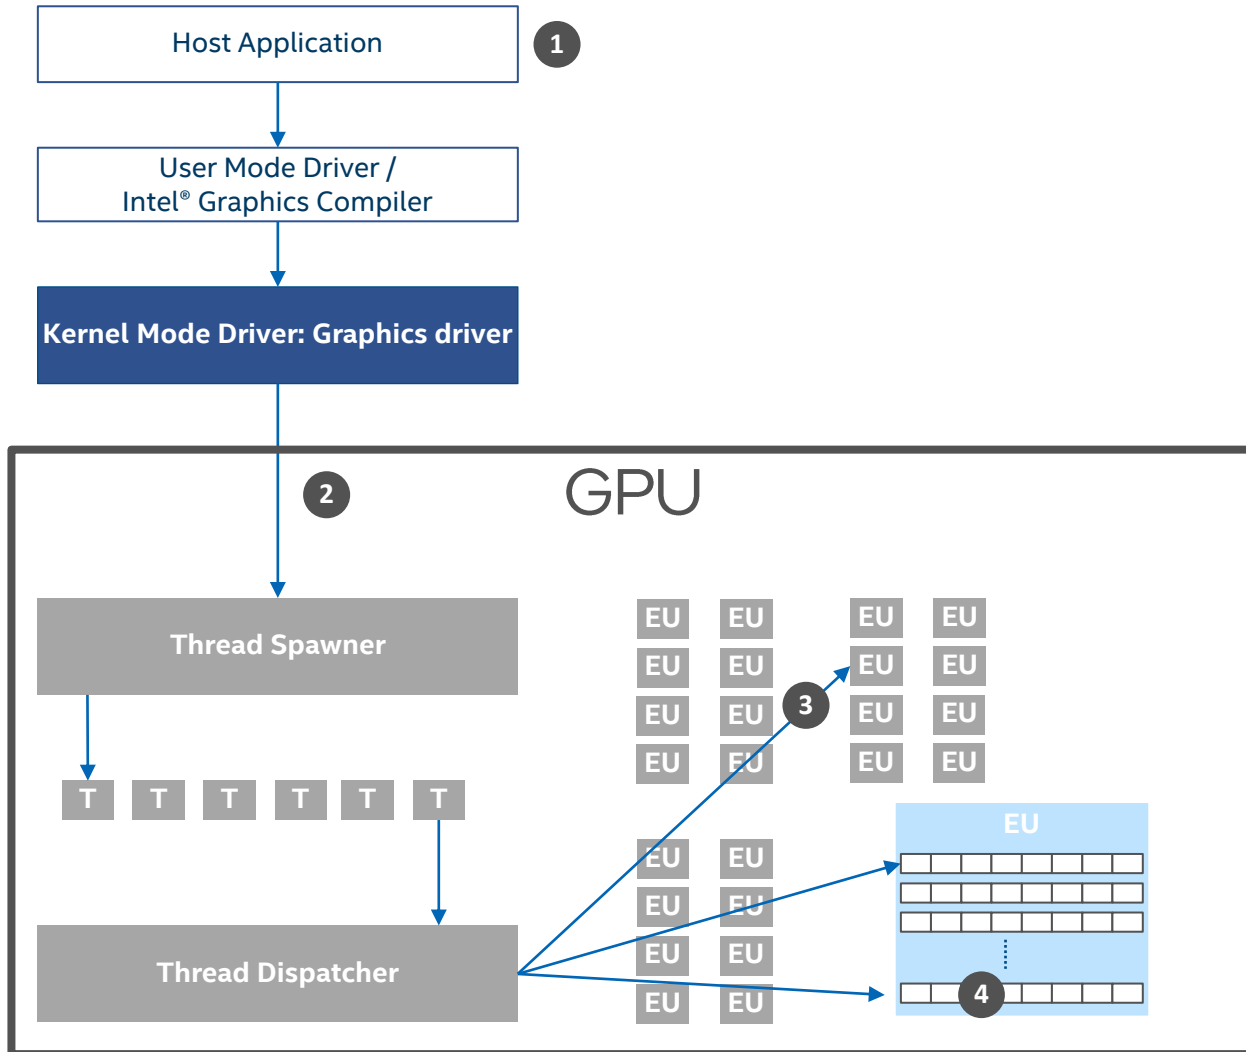 Host Application
1
User Mode Driver /
Intel® Graphics Compiler
Kernel Mode Driver: Graphics driver
2
GPU
Thread Spawner
EU EU EU EU
EU EU EU EU
3
EU EU EU EU
EU EU EU EU
T T T T T T
EU
EU EU
EU EU
EU EU
EU EU
Thread Dispatcher
4